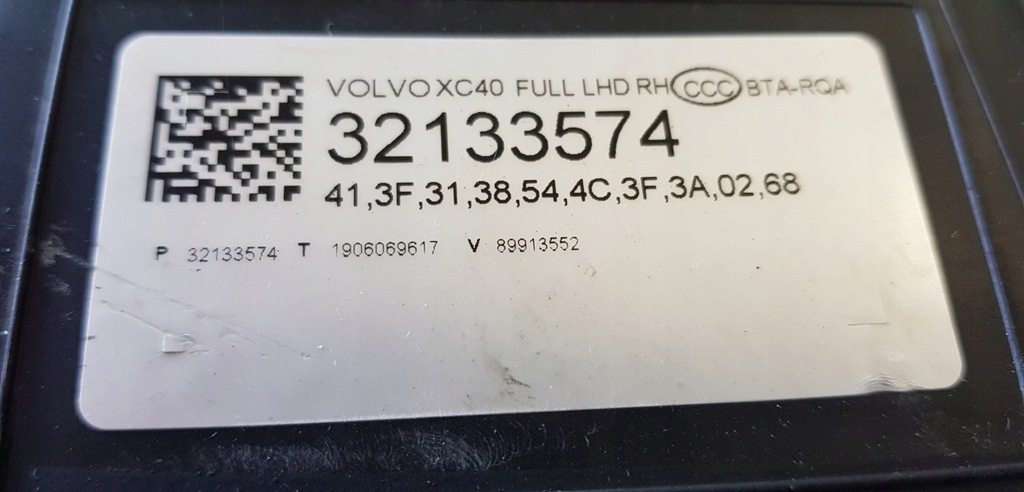 VOLVO XC40 FULL LHD RH CCC BTA-RQA
32133574
41,3F,31,38,54,4C,3F,3A,02,68
P 32133574 T 1906069617 V 89913552